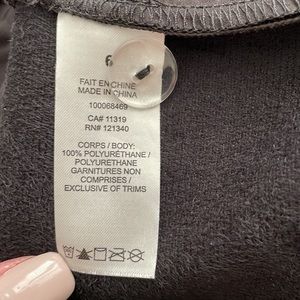 6
FAIT EN CHINE
MADE IN CHINA
100068469
CA# 11319
RN# 121340
CORPS / BODY:
100% POLYURETHANE /
POLYURÉTHANE
GARNITURES NON
COMPRISES /
EXCLUSIVE OF TRIMS